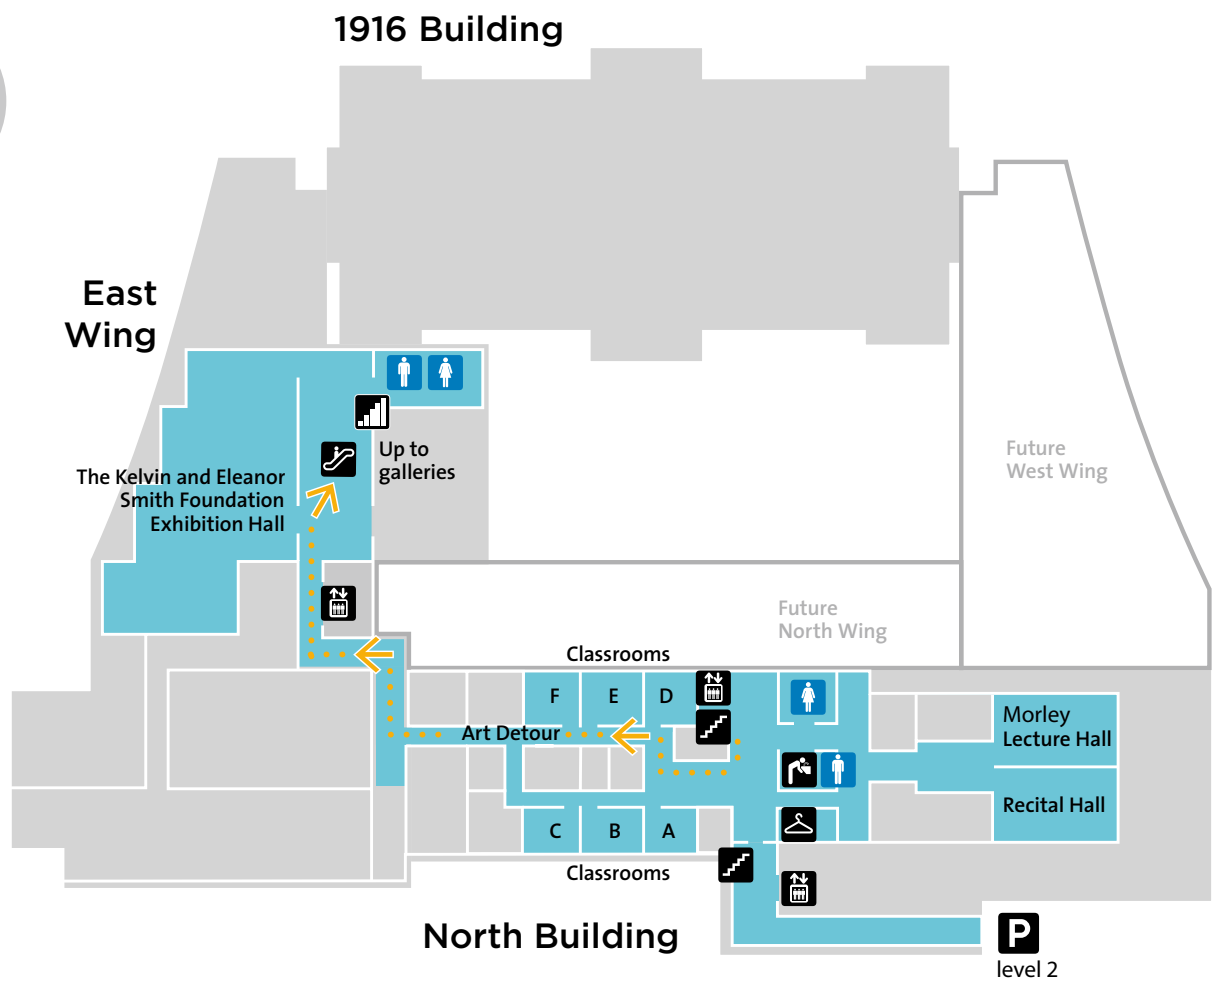 1916 Building
East
Wing
Up to
galleries
The Kelvin and Eleanor
Smith Foundation
Exhibition Hall
Future
West Wing
Future
North Wing
Classrooms
F
E
D
Art Detour
Morley
Lecture Hall
Recital Hall
C
B
A
Classrooms
North Building
P
level 2